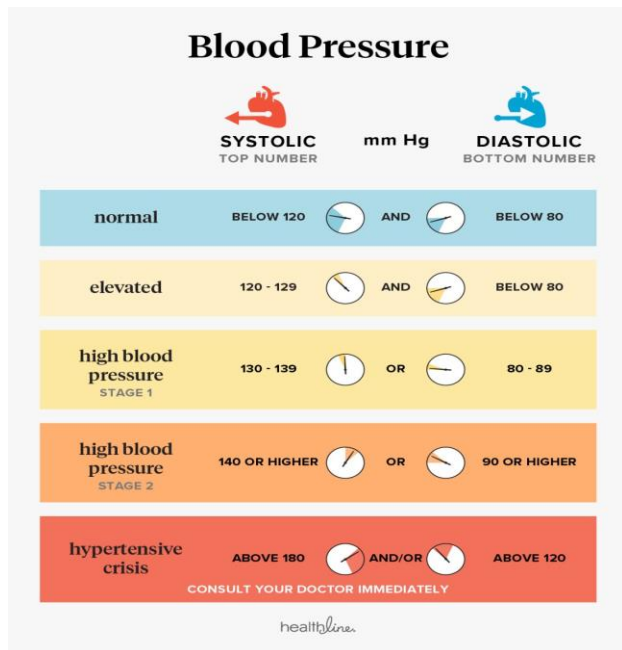 Blood Pressure
SYSTOLIC mm Hg DIASTOLIC
TOP NUMBER BOTTOM NUMBER
normal BELOW 120 AND BELOW 80
elevated 120 - 129 AND BELOW 80
high blood
pressure 130 - 139 OR 80 - 89
STAGE 1
high blood
pressure 140 OR HIGHER OR 90 OR HIGHER
STAGE 2
hypertensive
crisis ABOVE 180 AND/OR ABOVE 120
CONSULT YOUR DOCTOR IMMEDIATELY
healthline